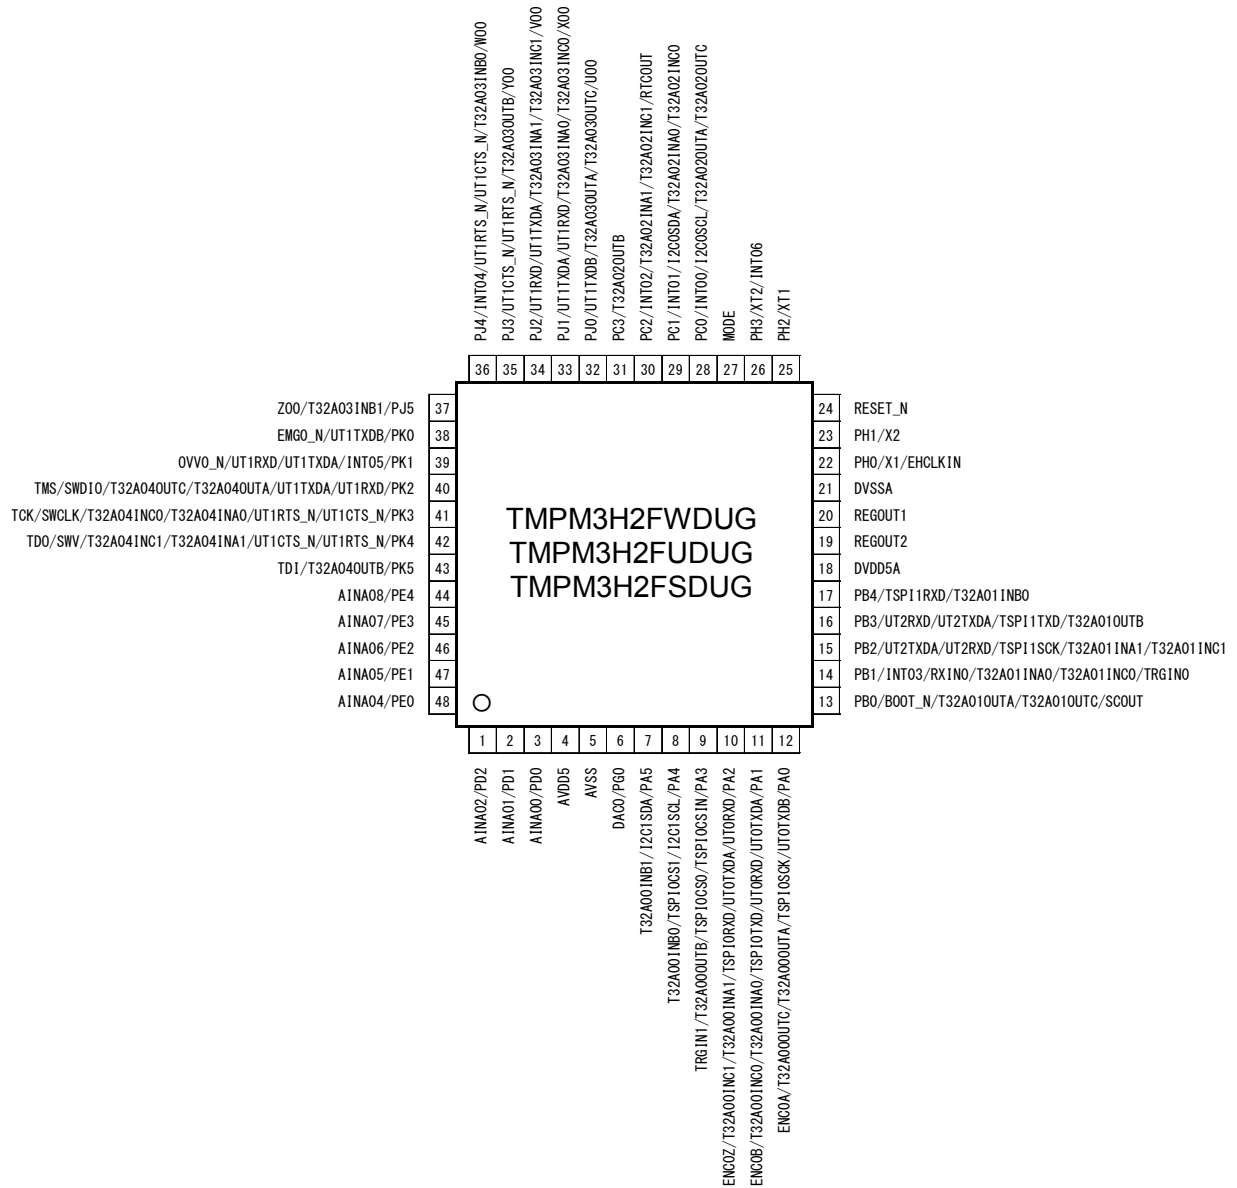 PJ4/INT04/UT1RTS_N/UT1CTS_N/T32A03INB0/WO0
PJ3/UT1CTS_N/UT1RTS_N/T32A03OUTB/YO0
PJ2/UT1RXD/UT1TXDA/T32A03INA1/T32A03INC1/VO0
PJ1/UT1TXDA/UT1RXD/T32A03INA0/T32A03INC0/XO0
PJ0/UT1TXDB/T32A03OUTA/T32A03OUTC/UO0
PC3/T32A02OUTB
PC2/INT02/T32A02INA1/T32A02INC1/RTCOUT
PC1/INT01/I2C0SDA/T32A02INA0/T32A02INC0
PC0/INT00/I2C0SCL/T32A02OUTA/T32A02OUTC
MODE
PH3/XT2/INT06
PH2/XT1
36 35 34 33 32 31 30 29 28 27 26 25
ZO0/T32A03INB1/PJ5 37
EMG0_N/UT1TXDB/PK0 38
OVV0_N/UT1RXD/UT1TXDA/INT05/PK1 39
TMS/SWDIO/T32A04OUTC/T32A04OUTA/UT1TXDA/UT1RXD/PK2 40
TCK/SWCLK/T32A04INC0/T32A04INA0/UT1RTS_N/UT1CTS_N/PK3 41
TDO/SWV/T32A04INC1/T32A04INA1/UT1CTS_N/UT1RTS_N/PK4 42
TDI/T32A04OUTB/PK5 43
AINA08/PE4 44
AINA07/PE3 45
AINA06/PE2 46
AINA05/PE1 47
AINA04/PE0 48
TMPM3H2FWDUG
TMPM3H2FUDUG
TMPM3H2FSDUG
24 RESET_N
23 PH1/X2
22 PH0/X1/EHCLKIN
21 DVSSA
20 REGOUT1
19 REGOUT2
18 DVDD5A
17 PB4/TSPI1RXD/T32A01INB0
16 PB3/UT2RXD/UT2TXDA/TSPI1TXD/T32A01OUTB
15 PB2/UT2TXDA/UT2RXD/TSPI1SCK/T32A01INA1/T32A01INC1
14 PB1/INT03/RXIN0/T32A01INA0/T32A01INC0/TRGIN0
13 PB0/BOOT_N/T32A01OUTA/T32A01OUTC/SCOUT
1 2 3 4 5 6 7 8 9 10 11 12
AINA02/PD2
AINA01/PD1
AINA00/PD0
AVDD5
AVSS
DAC0/PG0
T32A00INB1/I2C1SDA/PA5
T32A00INB0/TSPI0CS1/I2C1SCL/PA4
TRGIN1/T32A00OUTB/TSPI0CS0/TSPI0CSIN/PA3
ENC0Z/T32A00INC1/T32A00INA1/TSPI0RXD/UT0TXDA/UT0RXD/PA2
ENC0B/T32A00INC0/T32A00INA0/TSPI0TXD/UT0RXD/UT0TXDA/PA1
ENC0A/T32A00OUTC/T32A00OUTA/TSPI0SCK/UT0TXDB/PA0